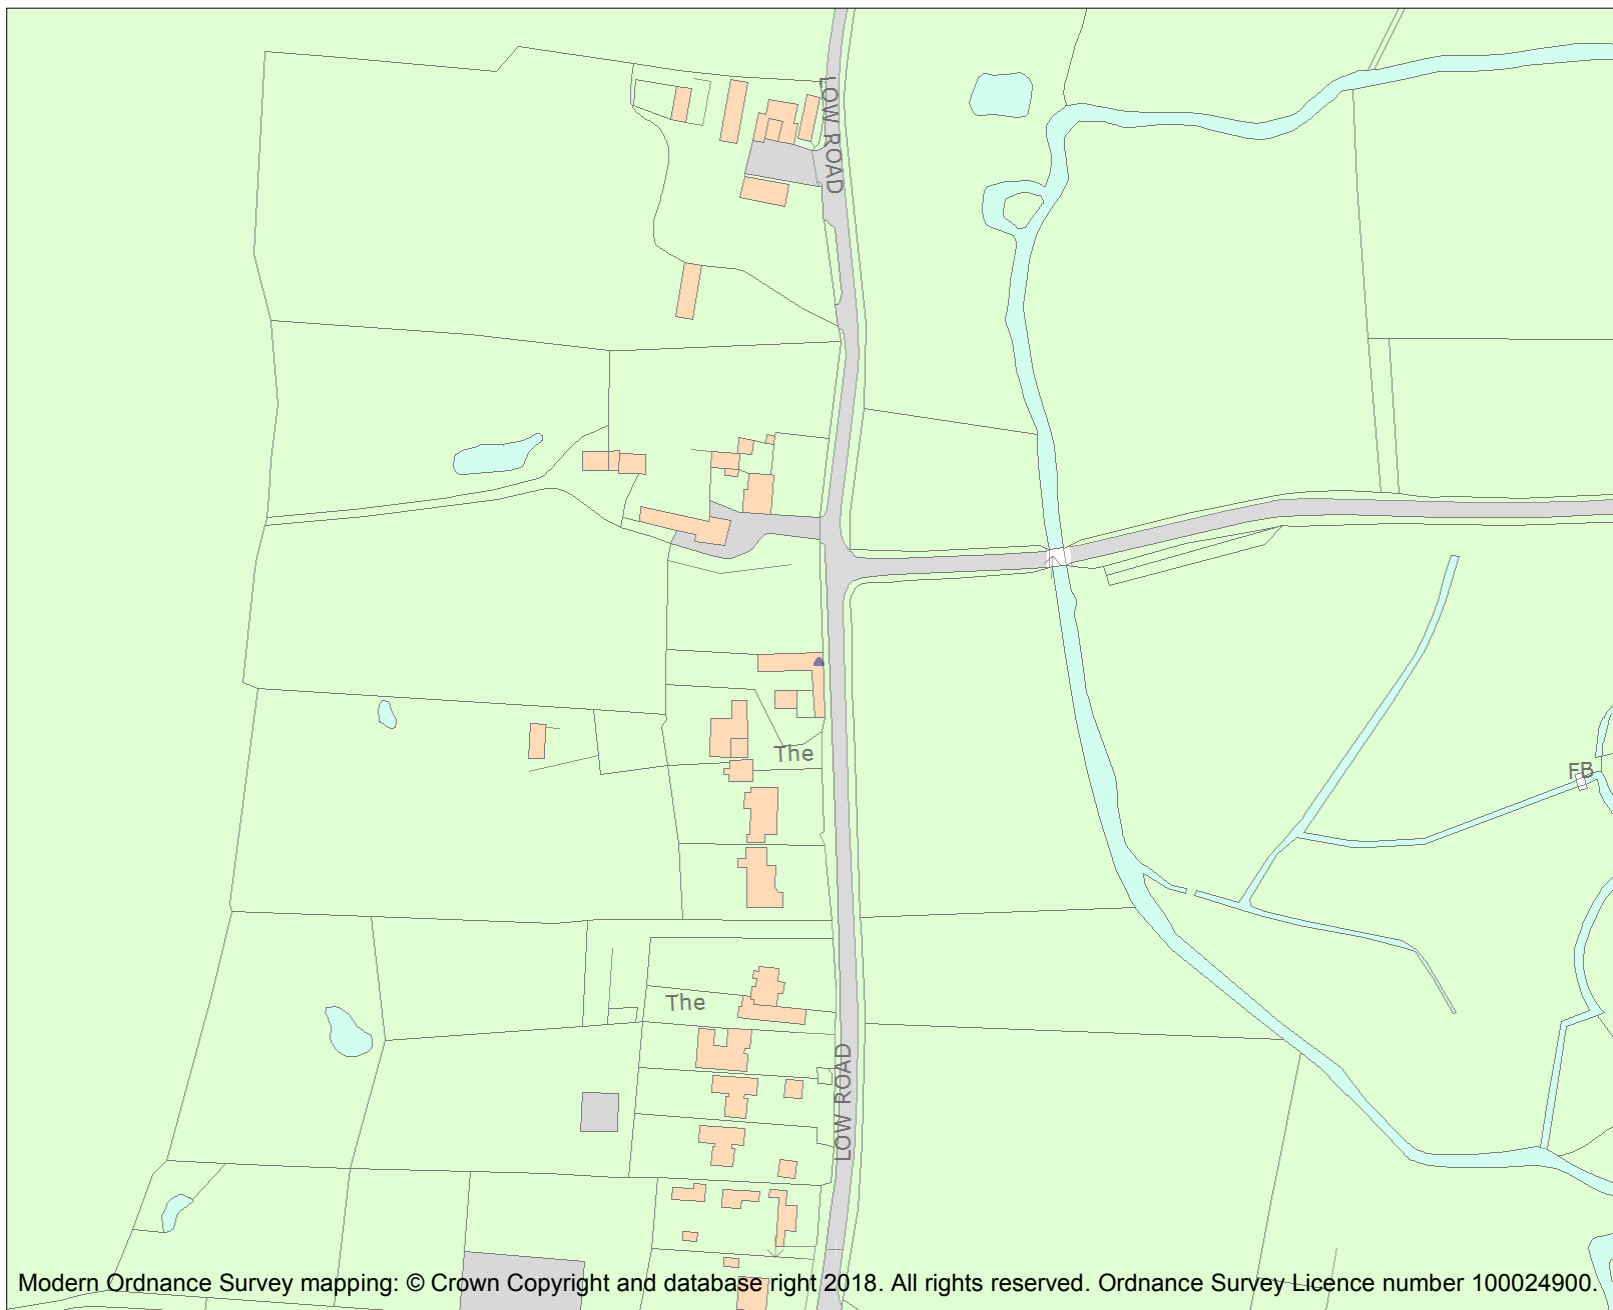 LOW ROAD
The
FB
The
LOW ROAD
Modern Ordnance Survey mapping: © Crown Copyright and database right 2018. All rights reserved. Ordnance Survey Licence number 100024900.